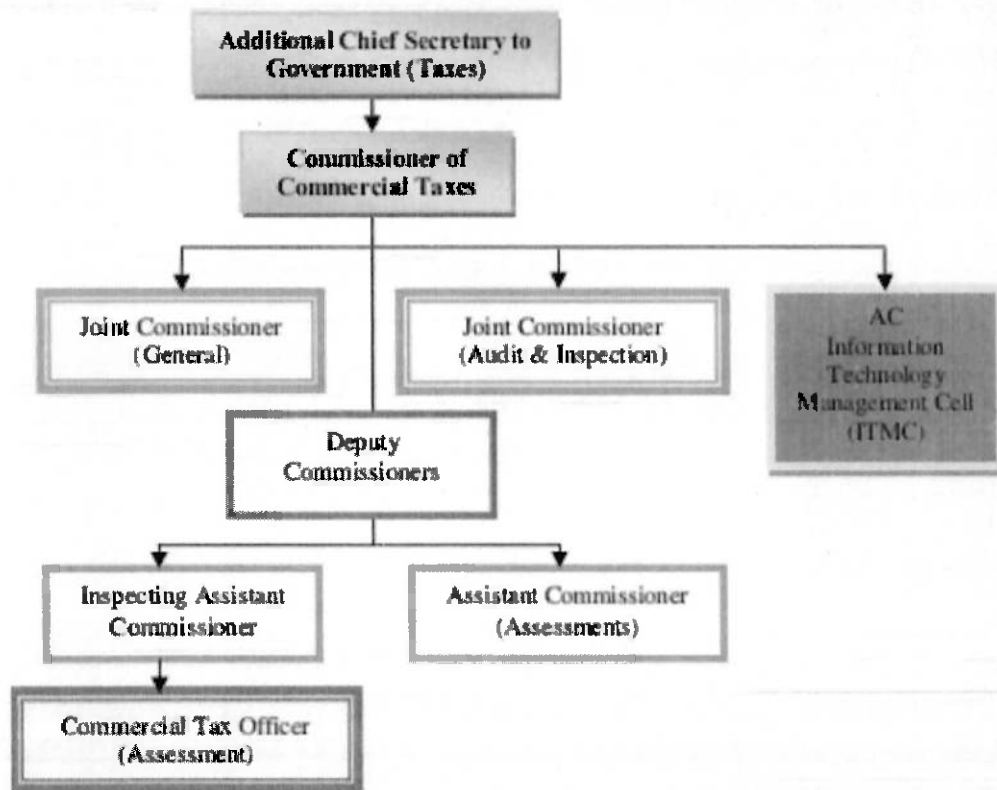 Additional Chief Secretary to
Government (Taxes)
Commissioner of
Commercial Taxes
Joint Commissioner
(General)
Joint Commissioner
(Audit & Inspection)
AC
Information
Technology
Management Cell
(ITMC)
Deputy
Commissioners
Inspecting Assistant
Commissioner
Assistant Commissioner
(Assessments)
Commercial Tax Officer
(Assessment)